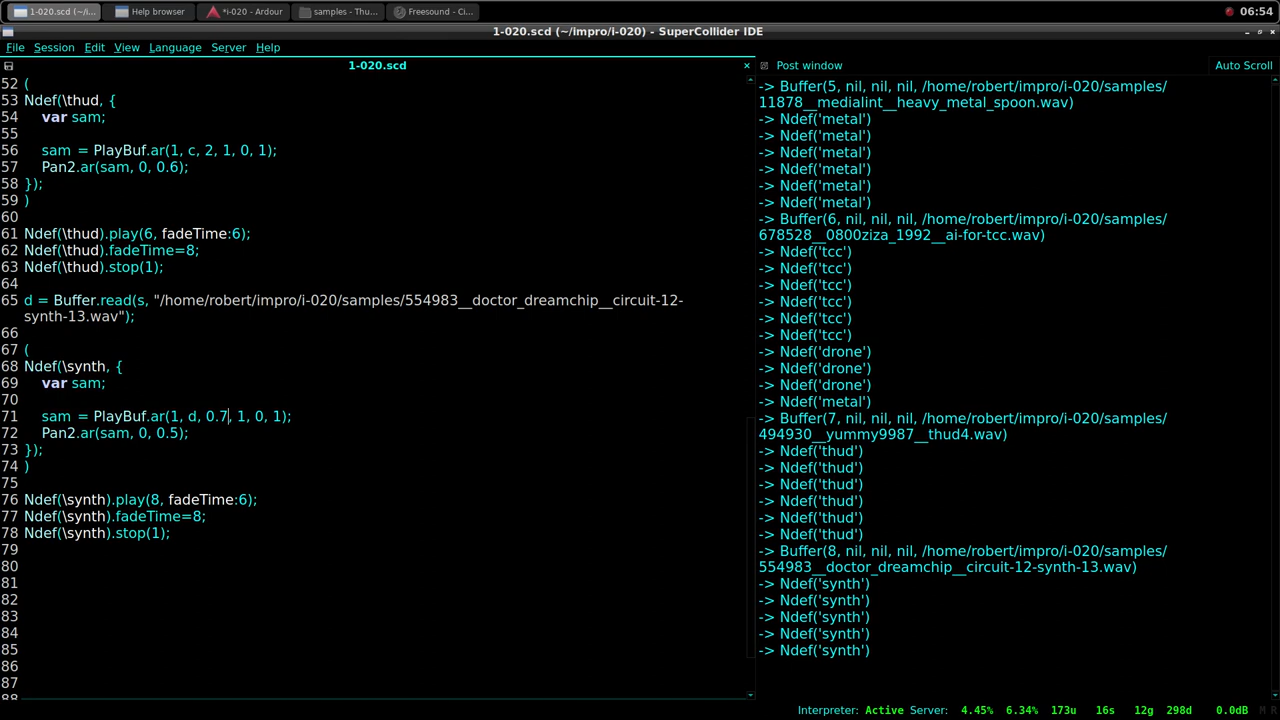 1-020.scd (~/i...
Help browser
*i-020 - Ardour
samples - Thu...
Freesound - Ci...
06:54
1-020.scd (~/impro/i-020) - SuperCollider IDE
File Session Edit View Language Server Help
1-020.scd
52 (
53 Ndef(\thud, {
54 var sam;
55
56 sam = PlayBuf.ar(1, c, 2, 1, 0, 1);
57 Pan2.ar(sam, 0, 0.6);
58 });
59 )
60
61 Ndef(\thud).play(6, fadeTime:6);
62 Ndef(\thud).fadeTime=8;
63 Ndef(\thud).stop(1);
64
65 d = Buffer.read(s, "/home/robert/impro/i-020/samples/554983__doctor_dreamchip__circuit-12-
synth-13.wav");
66
67 (
68 Ndef(\synth, {
69 var sam;
70
71 sam = PlayBuf.ar(1, d, 0.7, 1, 0, 1);
72 Pan2.ar(sam, 0, 0.5);
73 });
74 )
75
76 Ndef(\synth).play(8, fadeTime:6);
77 Ndef(\synth).fadeTime=8;
78 Ndef(\synth).stop(1);
79
80
81
82
83
84
85
86
87
88
Post window
Auto Scroll
-> Buffer(5, nil, nil, nil, /home/robert/impro/i-020/samples/
11878__medialint__heavy_metal_spoon.wav)
-> Ndef('metal')
-> Ndef('metal')
-> Ndef('metal')
-> Ndef('metal')
-> Ndef('metal')
-> Ndef('metal')
-> Buffer(6, nil, nil, nil, /home/robert/impro/i-020/samples/
678528__0800ziza_1992__ai-for-tcc.wav)
-> Ndef('tcc')
-> Ndef('tcc')
-> Ndef('tcc')
-> Ndef('tcc')
-> Ndef('tcc')
-> Ndef('tcc')
-> Ndef('drone')
-> Ndef('drone')
-> Ndef('drone')
-> Ndef('metal')
-> Buffer(7, nil, nil, nil, /home/robert/impro/i-020/samples/
494930__yummy9987__thud4.wav)
-> Ndef('thud')
-> Ndef('thud')
-> Ndef('thud')
-> Ndef('thud')
-> Ndef('thud')
-> Ndef('thud')
-> Buffer(8, nil, nil, nil, /home/robert/impro/i-020/samples/
554983__doctor_dreamchip__circuit-12-synth-13.wav)
-> Ndef('synth')
-> Ndef('synth')
-> Ndef('synth')
-> Ndef('synth')
-> Ndef('synth')
Interpreter: Active Server: 4.45% 6.34% 173u 16s 12g 298d 0.0dB M R